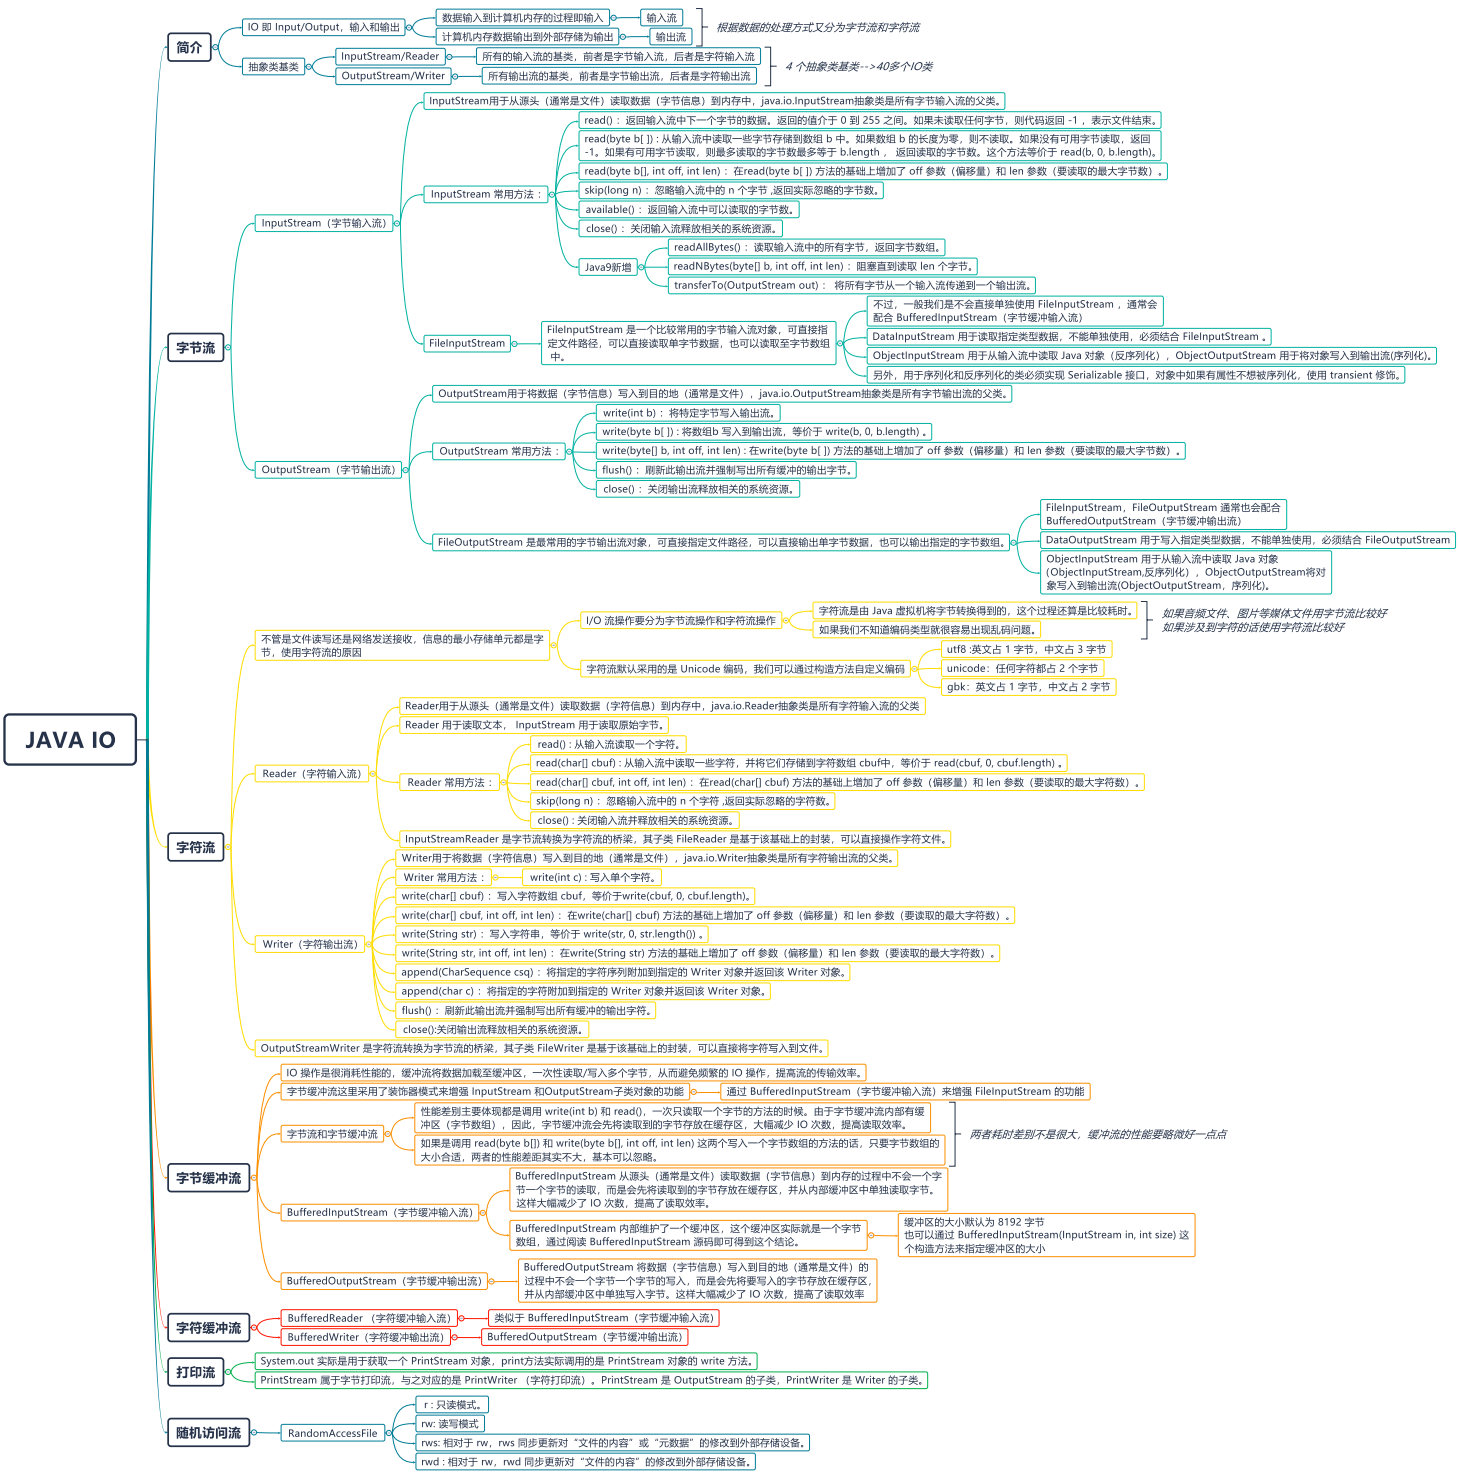 JAVA IO
简介
IO 即 Input/Output，输入和输出
数据输入到计算机内存的过程即输入
输入流
计算机内存数据输出到外部存储为输出
输出流
根据数据的处理方式又分为字节流和字符流
抽象类基类
InputStream/Reader
所有的输入流的基类，前者是字节输入流，后者是字符输入流
OutputStream/Writer
所有输出流的基类，前者是字节输出流，后者是字符输出流
4 个抽象类基类-->40多个IO类
字节流
InputStream（字节输入流）
InputStream用于从源头（通常是文件）读取数据（字节信息）到内存中，java.io.InputStream抽象类是所有字节输入流的父类。
InputStream 常用方法 ：
read() ：返回输入流中下一个字节的数据。返回的值介于 0 到 255 之间。如果未读取任何字节，则代码返回 -1 ，表示文件结束。
read(byte b[ ]) : 从输入流中读取一些字节存储到数组 b 中。如果数组 b 的长度为零，则不读取。如果没有可用字节读取，返回
-1。如果有可用字节读取，则最多读取的字节数最多等于 b.length ， 返回读取的字节数。这个方法等价于 read(b, 0, b.length)。
read(byte b[], int off, int len) ：在read(byte b[ ]) 方法的基础上增加了 off 参数（偏移量）和 len 参数（要读取的最大字节数）。
skip(long n) ：忽略输入流中的 n 个字节 ,返回实际忽略的字节数。
available() ：返回输入流中可以读取的字节数。
close() ：关闭输入流释放相关的系统资源。
Java9新增
readAllBytes() ：读取输入流中的所有字节，返回字节数组。
readNBytes(byte[] b, int off, int len) ：阻塞直到读取 len 个字节。
transferTo(OutputStream out) ： 将所有字节从一个输入流传递到一个输出流。
FileInputStream
FileInputStream 是一个比较常用的字节输入流对象，可直接指
定文件路径，可以直接读取单字节数据，也可以读取至字节数组
中。
不过，一般我们是不会直接单独使用 FileInputStream ，通常会
配合 BufferedInputStream（字节缓冲输入流）
DataInputStream 用于读取指定类型数据，不能单独使用，必须结合 FileInputStream 。
ObjectInputStream 用于从输入流中读取 Java 对象（反序列化），ObjectOutputStream 用于将对象写入到输出流(序列化)。
另外，用于序列化和反序列化的类必须实现 Serializable 接口，对象中如果有属性不想被序列化，使用 transient 修饰。
OutputStream（字节输出流）
OutputStream用于将数据（字节信息）写入到目的地（通常是文件），java.io.OutputStream抽象类是所有字节输出流的父类。
OutputStream 常用方法 ：
write(int b) ：将特定字节写入输出流。
write(byte b[ ]) : 将数组b 写入到输出流，等价于 write(b, 0, b.length) 。
write(byte[] b, int off, int len) : 在write(byte b[ ]) 方法的基础上增加了 off 参数（偏移量）和 len 参数（要读取的最大字节数）。
flush() ：刷新此输出流并强制写出所有缓冲的输出字节。
close() ：关闭输出流释放相关的系统资源。
FileOutputStream 是最常用的字节输出流对象，可直接指定文件路径，可以直接输出单字节数据，也可以输出指定的字节数组。
FileInputStream，FileOutputStream 通常也会配合
BufferedOutputStream（字节缓冲输出流）
DataOutputStream 用于写入指定类型数据，不能单独使用，必须结合 FileOutputStream
ObjectInputStream 用于从输入流中读取 Java 对象
(ObjectInputStream,反序列化），ObjectOutputStream将对
象写入到输出流(ObjectOutputStream，序列化)。
字符流
不管是文件读写还是网络发送接收，信息的最小存储单元都是字
节，使用字符流的原因
I/O 流操作要分为字节流操作和字符流操作
字符流是由 Java 虚拟机将字节转换得到的，这个过程还算是比较耗时。
如果我们不知道编码类型就很容易出现乱码问题。
如果音频文件、图片等媒体文件用字节流比较好
如果涉及到字符的话使用字符流比较好
字符流默认采用的是 Unicode 编码，我们可以通过构造方法自定义编码
utf8 :英文占 1 字节，中文占 3 字节
unicode：任何字符都占 2 个字节
gbk：英文占 1 字节，中文占 2 字节
Reader（字符输入流）
Reader用于从源头（通常是文件）读取数据（字符信息）到内存中，java.io.Reader抽象类是所有字符输入流的父类
Reader 用于读取文本， InputStream 用于读取原始字节。
Reader 常用方法 ：
read() : 从输入流读取一个字符。
read(char[] cbuf) : 从输入流中读取一些字符，并将它们存储到字符数组 cbuf中，等价于 read(cbuf, 0, cbuf.length) 。
read(char[] cbuf, int off, int len) ：在read(char[] cbuf) 方法的基础上增加了 off 参数（偏移量）和 len 参数（要读取的最大字符数）。
skip(long n) ：忽略输入流中的 n 个字符 ,返回实际忽略的字符数。
close() : 关闭输入流并释放相关的系统资源。
InputStreamReader 是字节流转换为字符流的桥梁，其子类 FileReader 是基于该基础上的封装，可以直接操作字符文件。
Writer（字符输出流）
Writer用于将数据（字符信息）写入到目的地（通常是文件），java.io.Writer抽象类是所有字符输出流的父类。
Writer 常用方法 ：
write(int c) : 写入单个字符。
write(char[] cbuf) ：写入字符数组 cbuf，等价于write(cbuf, 0, cbuf.length)。
write(char[] cbuf, int off, int len) ：在write(char[] cbuf) 方法的基础上增加了 off 参数（偏移量）和 len 参数（要读取的最大字符数）。
write(String str) ：写入字符串，等价于 write(str, 0, str.length()) 。
write(String str, int off, int len) ：在write(String str) 方法的基础上增加了 off 参数（偏移量）和 len 参数（要读取的最大字符数）。
append(CharSequence csq) ：将指定的字符序列附加到指定的 Writer 对象并返回该 Writer 对象。
append(char c) ：将指定的字符附加到指定的 Writer 对象并返回该 Writer 对象。
flush() ：刷新此输出流并强制写出所有缓冲的输出字符。
close():关闭输出流释放相关的系统资源。
OutputStreamWriter 是字符流转换为字节流的桥梁，其子类 FileWriter 是基于该基础上的封装，可以直接将字符写入到文件。
字节缓冲流
IO 操作是很消耗性能的，缓冲流将数据加载至缓冲区，一次性读取/写入多个字节，从而避免频繁的 IO 操作，提高流的传输效率。
字节缓冲流这里采用了装饰器模式来增强 InputStream 和OutputStream子类对象的功能
通过 BufferedInputStream（字节缓冲输入流）来增强 FileInputStream 的功能
字节流和字节缓冲流
性能差别主要体现都是调用 write(int b) 和 read()，一次只读取一个字节的方法的时候。由于字节缓冲流内部有缓
冲区（字节数组），因此，字节缓冲流会先将读取到的字节存放在缓存区，大幅减少 IO 次数，提高读取效率。
如果是调用 read(byte b[]) 和 write(byte b[], int off, int len) 这两个写入一个字节数组的方法的话，只要字节数组的
大小合适，两者的性能差距其实不大，基本可以忽略。
两者耗时差别不是很大，缓冲流的性能要略微好一点点
BufferedInputStream（字节缓冲输入流）
BufferedInputStream 从源头（通常是文件）读取数据（字节信息）到内存的过程中不会一个字
节一个字节的读取，而是会先将读取到的字节存放在缓存区，并从内部缓冲区中单独读取字节。
这样大幅减少了 IO 次数，提高了读取效率。
BufferedInputStream 内部维护了一个缓冲区，这个缓冲区实际就是一个字节
数组，通过阅读 BufferedInputStream 源码即可得到这个结论。
缓冲区的大小默认为 8192 字节
也可以通过 BufferedInputStream(InputStream in, int size) 这
个构造方法来指定缓冲区的大小
BufferedOutputStream（字节缓冲输出流）
BufferedOutputStream 将数据（字节信息）写入到目的地（通常是文件）的
过程中不会一个字节一个字节的写入，而是会先将要写入的字节存放在缓存区，
并从内部缓冲区中单独写入字节。这样大幅减少了 IO 次数，提高了读取效率
字符缓冲流
BufferedReader （字符缓冲输入流）
类似于 BufferedInputStream（字节缓冲输入流）
BufferedWriter（字符缓冲输出流）
BufferedOutputStream（字节缓冲输出流）
打印流
System.out 实际是用于获取一个 PrintStream 对象，print方法实际调用的是 PrintStream 对象的 write 方法。
PrintStream 属于字节打印流，与之对应的是 PrintWriter （字符打印流）。PrintStream 是 OutputStream 的子类，PrintWriter 是 Writer 的子类。
随机访问流
RandomAccessFile
r : 只读模式。
rw: 读写模式
rws: 相对于 rw，rws 同步更新对“文件的内容”或“元数据”的修改到外部存储设备。
rwd : 相对于 rw，rwd 同步更新对“文件的内容”的修改到外部存储设备。